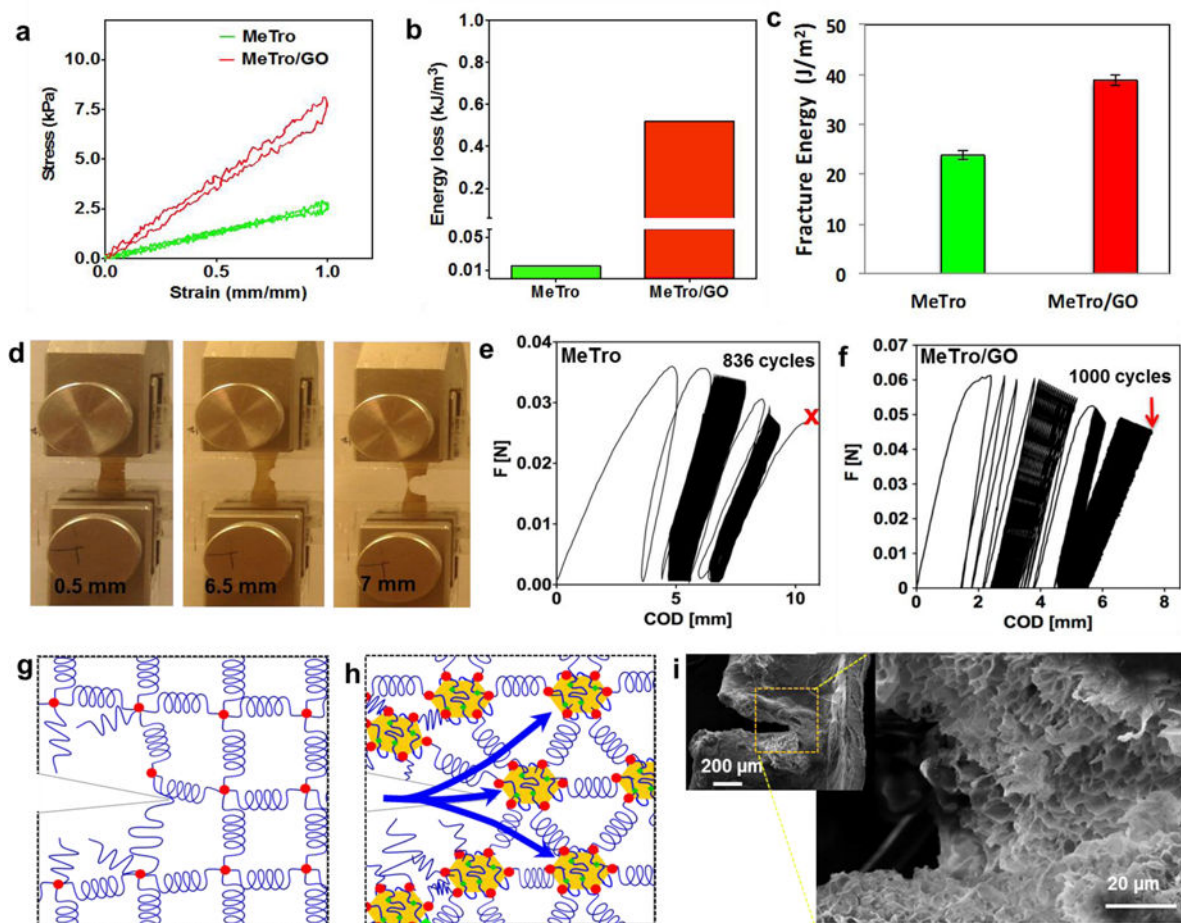 a
MeTro
MeTro/GO
10.0
7.5
5.0
2.5
0.0
Stress (kPa)
0.0 0.5 1.0
Strain (mm/mm)
b
1.0
0.8
0.6
0.4
0.2
0.05
0.01
Energy loss (kJ/m³)
MeTro MeTro/GO
c
50
40
30
20
10
0
Fracture Energy (J/m²)
MeTro MeTro/GO
d
0.5 mm
6.5 mm
7 mm
e
MeTro
836 cycles
X
0.04
0.03
0.02
0.01
0.00
F [N]
0 5 10
COD [mm]
f
MeTro/GO
1000 cycles
0.07
0.06
0.05
0.04
0.03
0.02
0.01
0
F [N]
0 2 4 6 8
COD [mm]
g
h
i
200 µm
20 µm